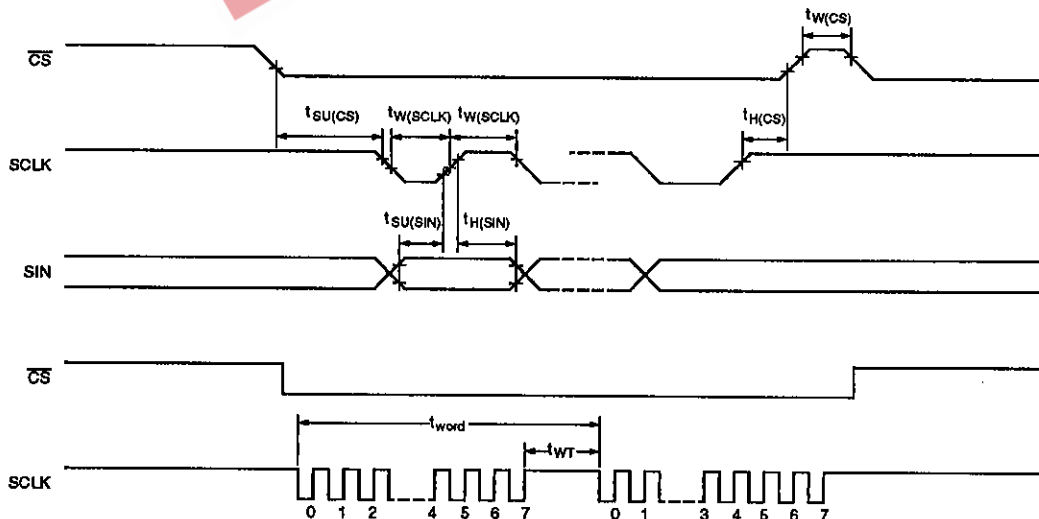 tW(CS)
CS
tSU(CS) tW(SCLK) tW(SCLK) tH(CS)
SCLK
tSU(SIN) tH(SIN)
SIN
CS
tword
tWT
SCLK
0 1 2 4 5 6 7 0 1 3 4 5 6 7